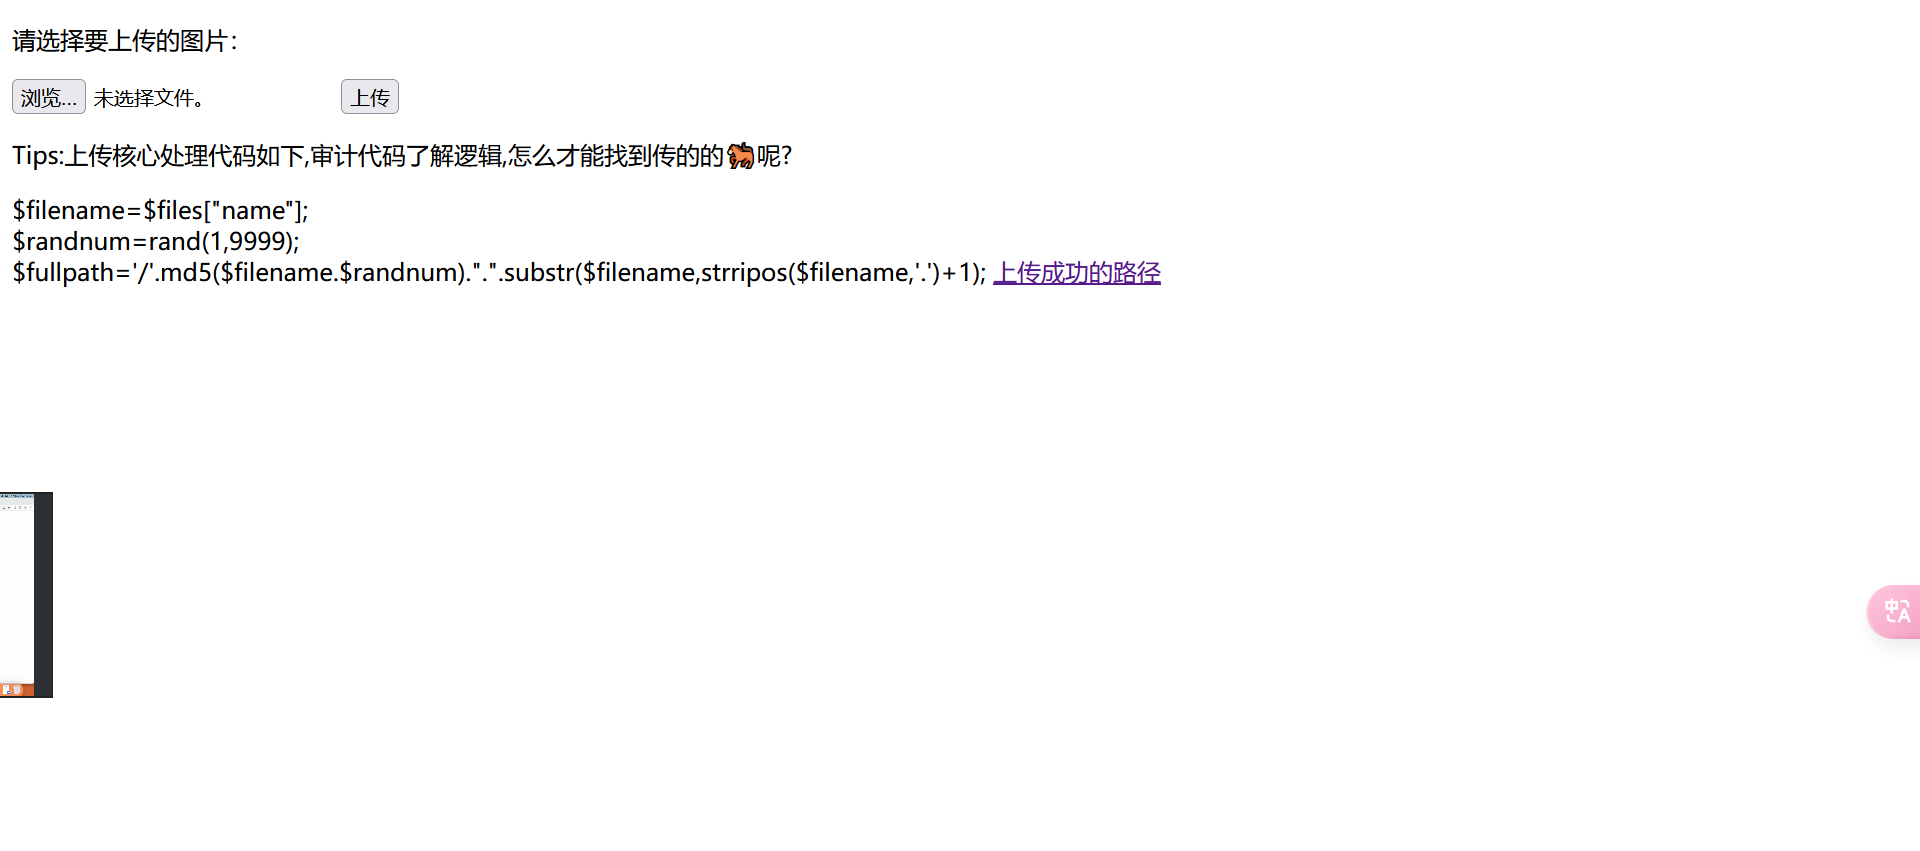 请选择要上传的图片：
浏览... 未选择文件。 上传
Tips:上传核心处理代码如下,审计代码了解逻辑,怎么才能找到传的的🐎呢?
$filename=$files["name"];
$randnum=rand(1,9999);
$fullpath='/'.md5($filename.$randnum).".".substr($filename,strripos($filename,'.')+1); 上传成功的路径
中A